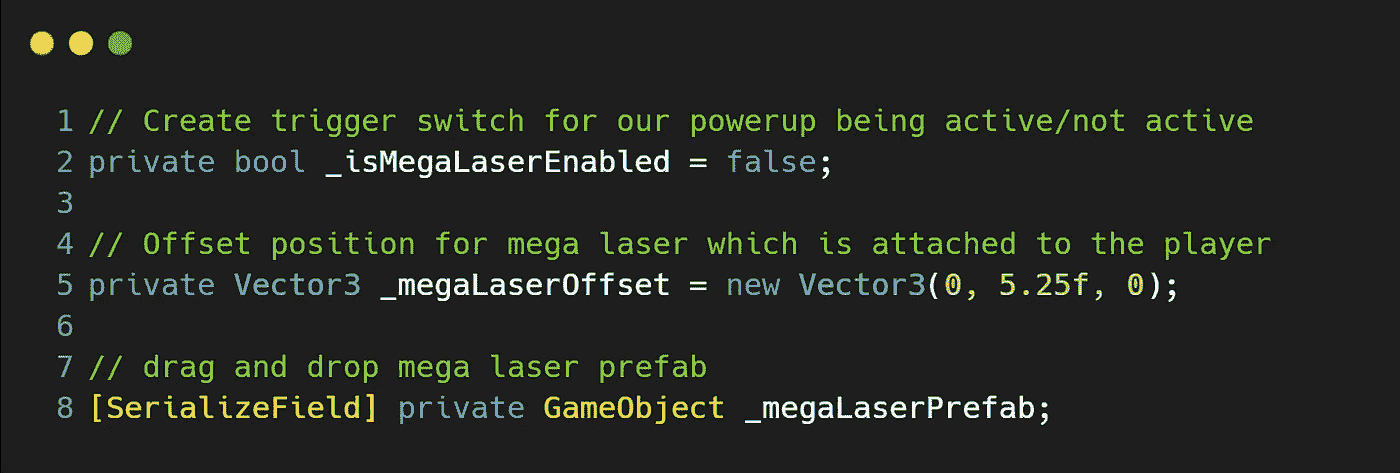 1 // Create trigger switch for our powerup being active/not active
2 private bool _isMegaLaserEnabled = false;
3
4 // Offset position for mega laser which is attached to the player
5 private Vector3 _megaLaserOffset = new Vector3(0, 5.25f, 0);
6
7 // drag and drop mega laser prefab
8 [SerializeField] private GameObject _megaLaserPrefab;